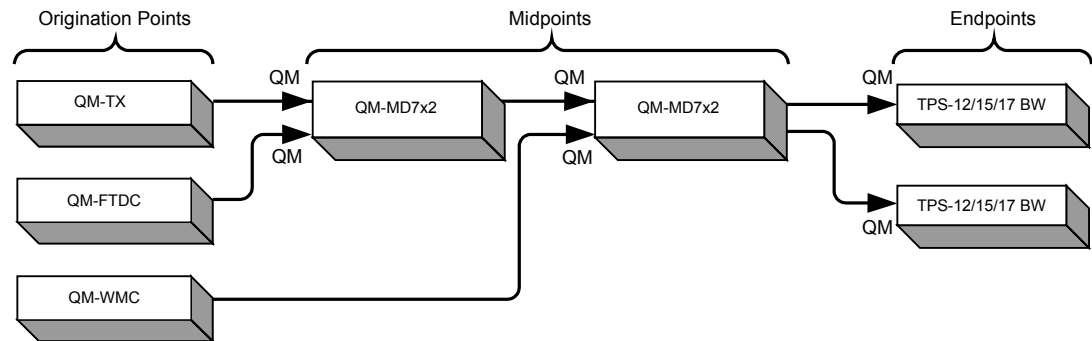 Origination Points
Midpoints
Endpoints
QM
QM
QM
QM-TX
QM-MD7x2
QM-MD7x2
TPS-12/15/17 BW
QM
QM
QM-FTDC
TPS-12/15/17 BW
QM
QM-WMC